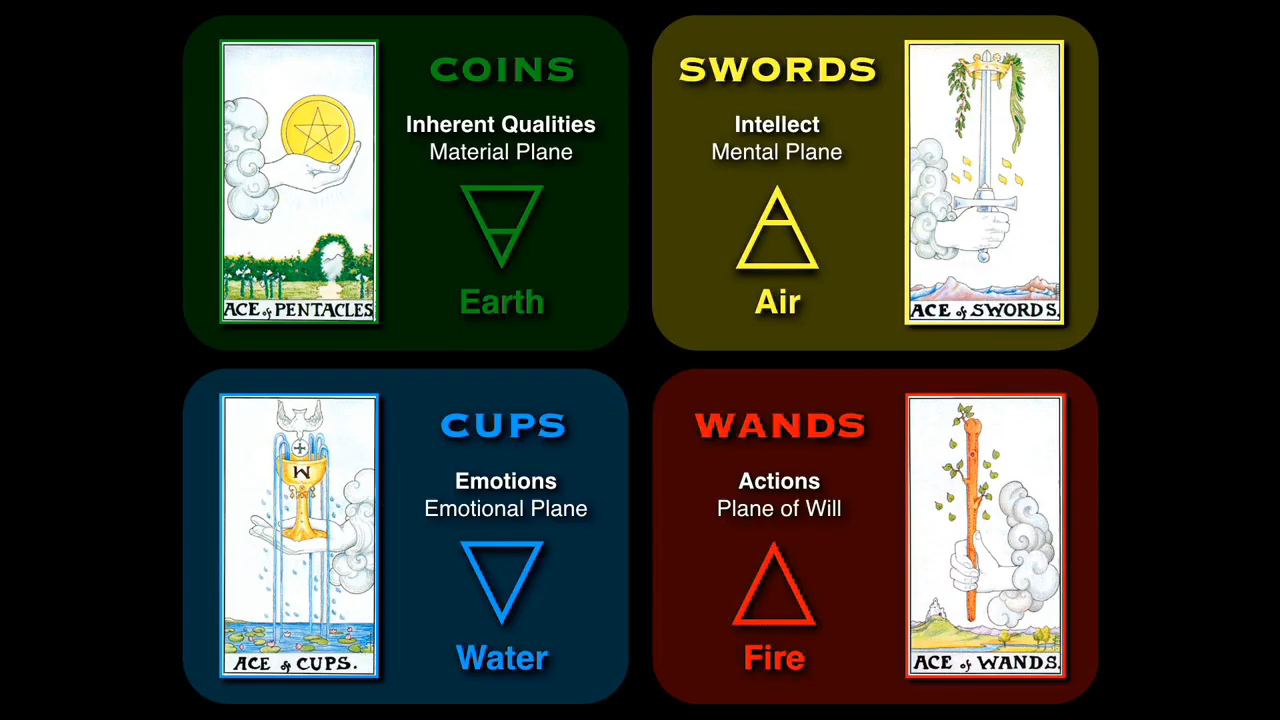 COINS
Inherent Qualities
Material Plane
Earth
ACE of PENTACLES
SWORDS
Intellect
Mental Plane
Air
ACE of SWORDS.
CUPS
Emotions
Emotional Plane
Water
W
ACE of CUPS.
WANDS
Actions
Plane of Will
Fire
ACE of WANDS.